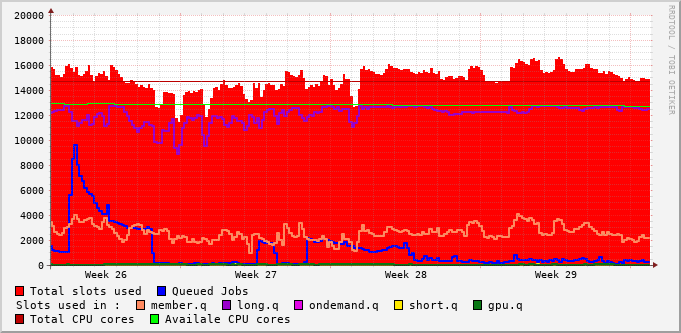 20000
18000
16000
14000
12000
10000
8000
6000
4000
2000
0
Week 26 Week 27 Week 28 Week 29
RRDTOOL / TOBI OETIKER
Total slots used Queued Jobs
Slots used in : member.q long.q ondemand.q short.q gpu.q
Total CPU cores Availale CPU cores